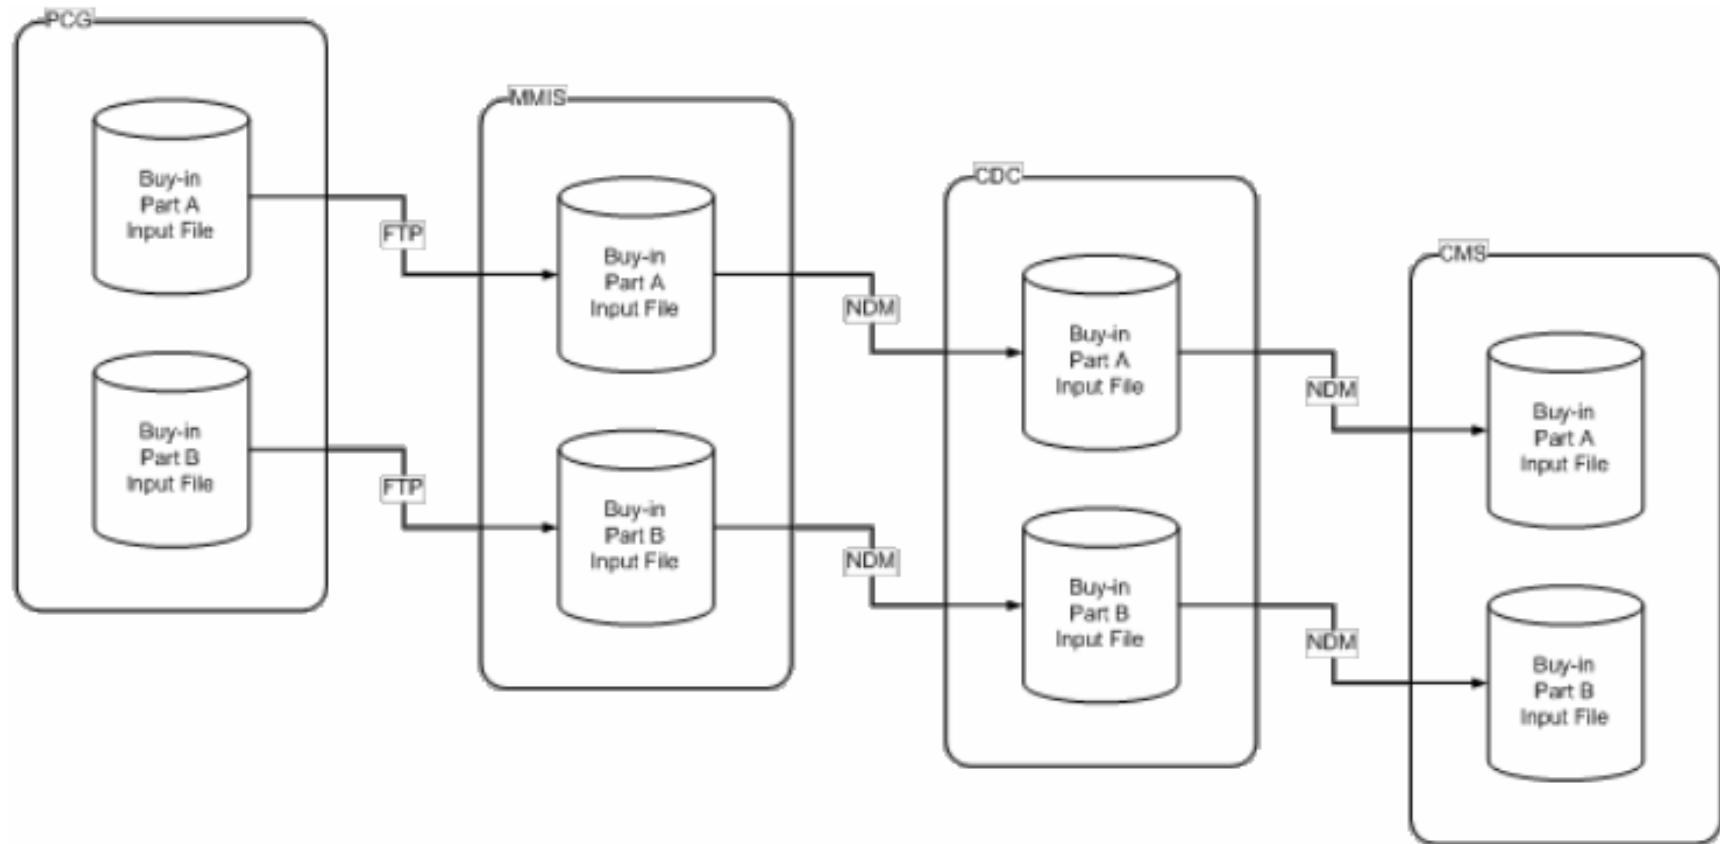 PCG
Buy-in
Part A
Input File
Buy-in
Part B
Input File
FTP
FTP
MMIS
Buy-in
Part A
Input File
Buy-in
Part B
Input File
NDM
NDM
CDC
Buy-in
Part A
Input File
Buy-in
Part B
Input File
NDM
NDM
CMS
Buy-in
Part A
Input File
Buy-in
Part B
Input File